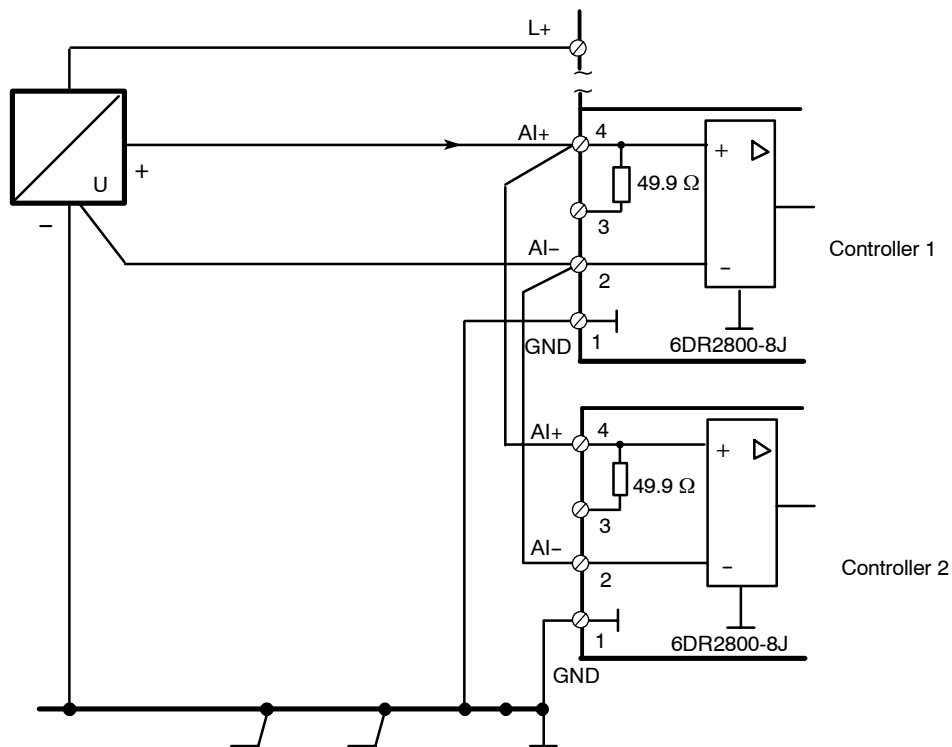 L+
AI+
4
+
49.9 Ω
U
+
3
−
AI−
2
−
Controller 1
1
GND
6DR2800-8J
AI+
4
+
49.9 Ω
3
AI−
2
−
Controller 2
1
6DR2800-8J
GND